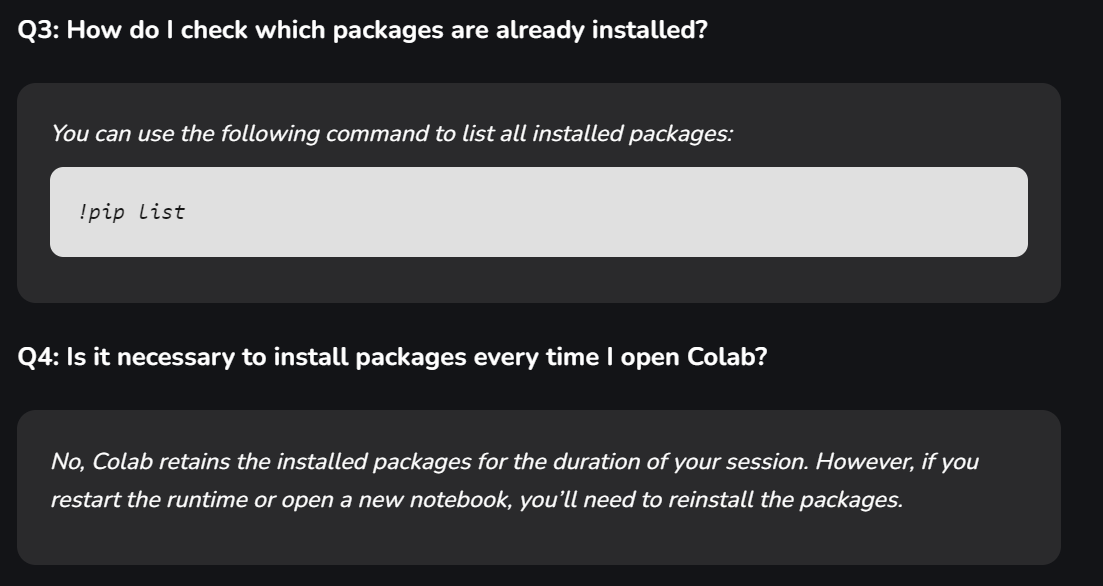 Q3: How do I check which packages are already installed?
You can use the following command to list all installed packages:
!pip list
Q4: Is it necessary to install packages every time I open Colab?
No, Colab retains the installed packages for the duration of your session. However, if you
restart the runtime or open a new notebook, you’ll need to reinstall the packages.